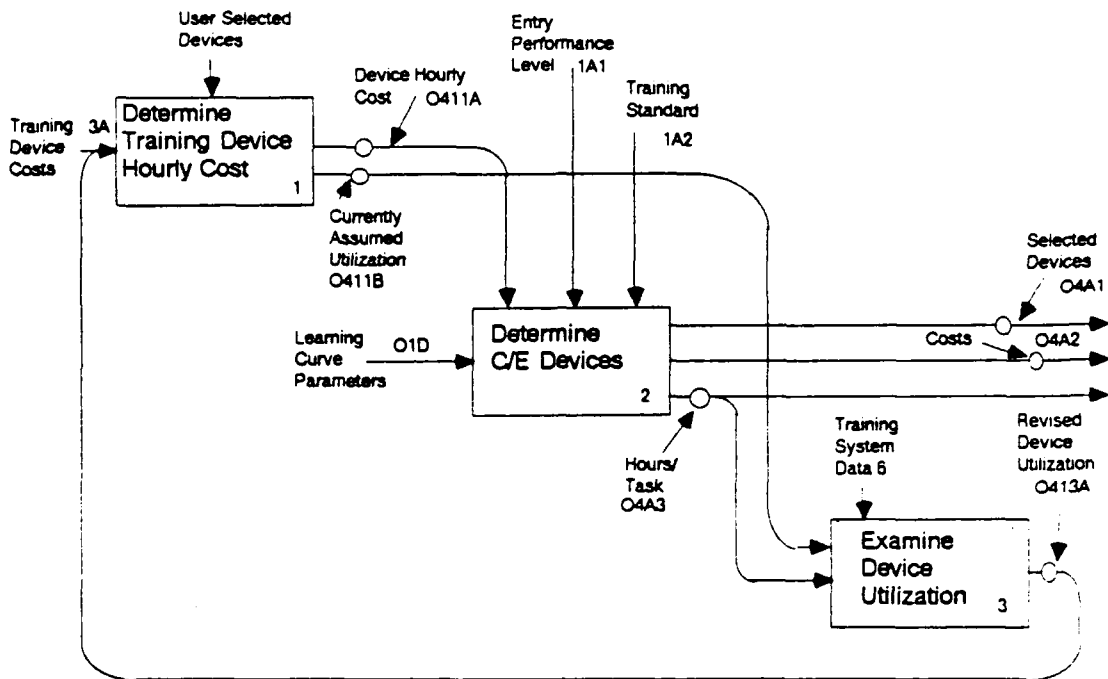 User Selected
Devices
Entry
Performance
Level 1A1
Device Hourly
Cost O411A
Training
Standard
1A2
Training 3A
Device
Costs
Determine
Training Device
Hourly Cost
1
Currently
Assumed
Utilization
O411B
Selected
Devices
O4A1
Learning
Curve
Parameters
O1D
Determine
C/E Devices
2
Costs O4A2
Hours/
Task
O4A3
Training
System
Data 6
Revised
Device
Utilization
O413A
Examine
Device
Utilization
3